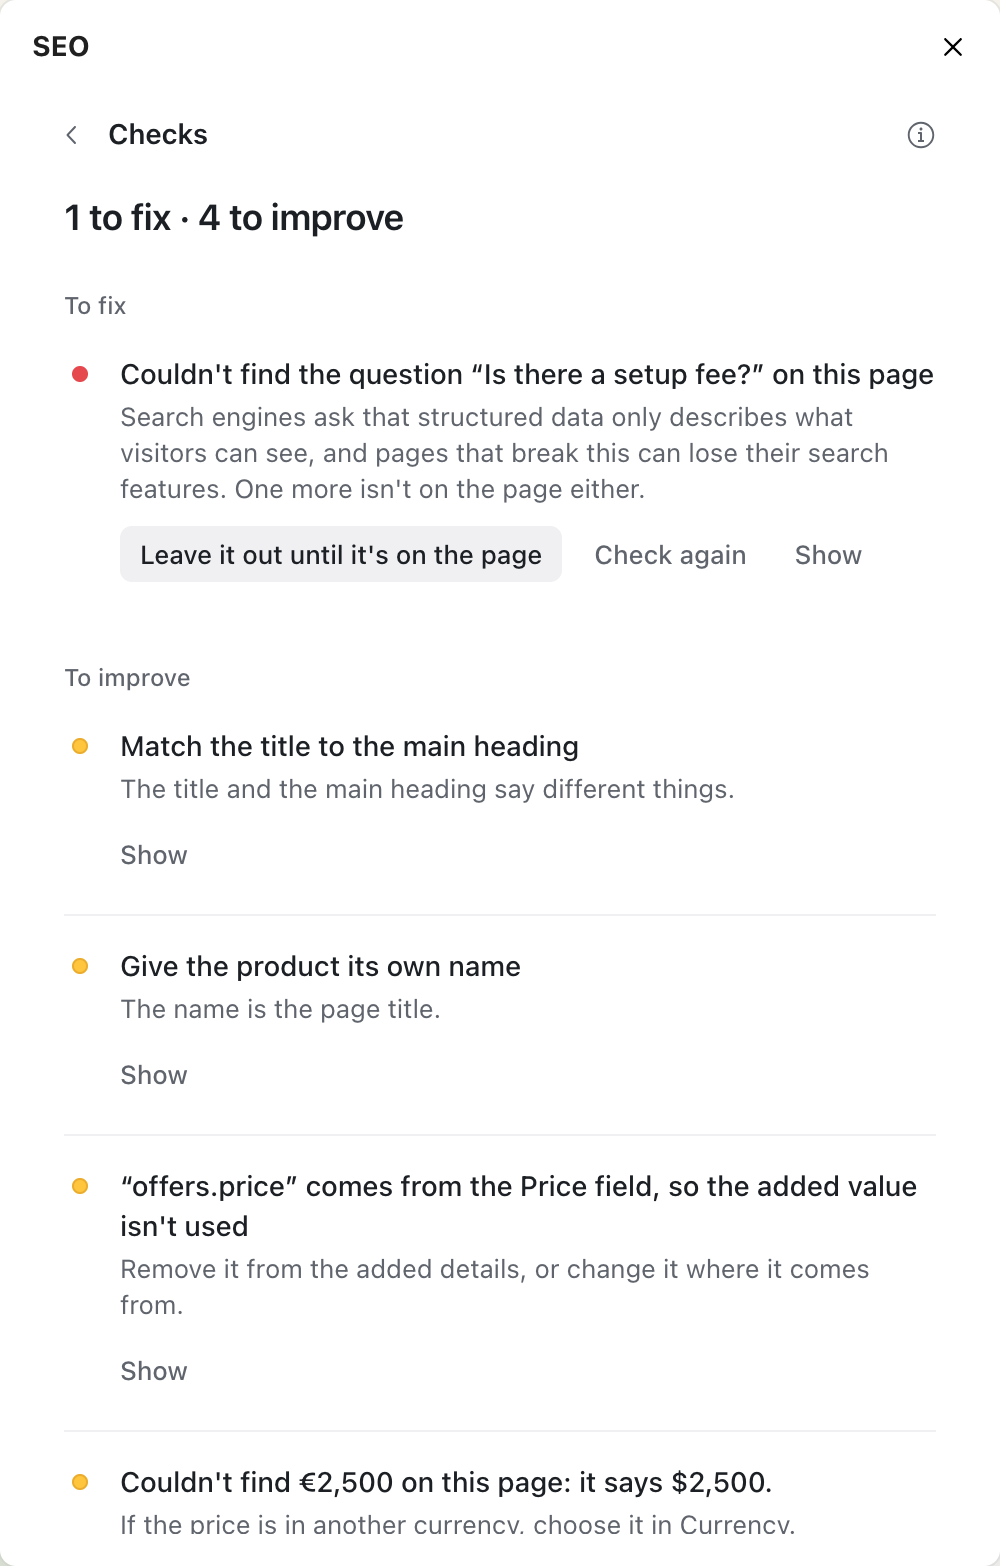 SEO
Checks
1 to fix · 4 to improve
To fix
Couldn't find the question “Is there a setup fee?” on this page
Search engines ask that structured data only describes what
visitors can see, and pages that break this can lose their search
features. One more isn't on the page either.
Leave it out until it's on the page
Check again
Show
To improve
Match the title to the main heading
The title and the main heading say different things.
Show
Give the product its own name
The name is the page title.
Show
“offers.price” comes from the Price field, so the added value
isn't used
Remove it from the added details, or change it where it comes
from.
Show
Couldn't find €2,500 on this page: it says $2,500.
If the price is in another currency, choose it in Currency.